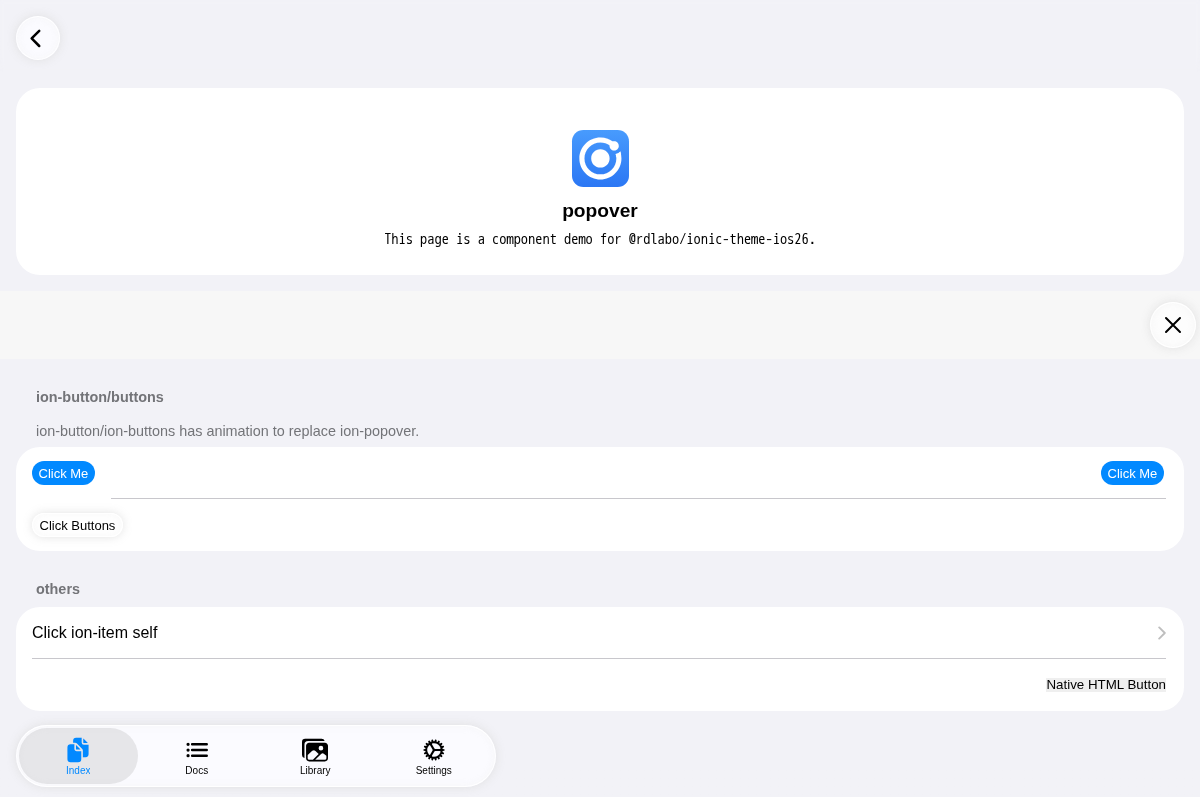 popover
This page is a component demo for @rdlabo/ionic-theme-ios26.
ion-button/buttons
ion-button/ion-buttons has animation to replace ion-popover.
Click Me
Click Me
Click Buttons
others
Click ion-item self
Native HTML Button
Index
Docs
Library
Settings